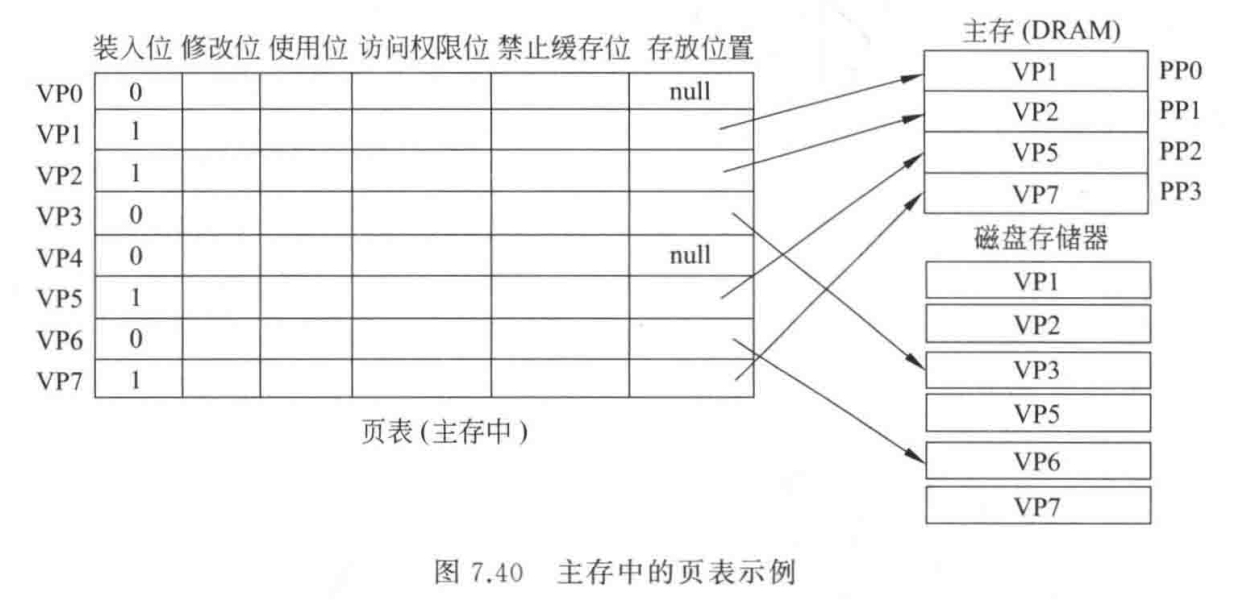 装入位 修改位 使用位 访问权限位 禁止缓存位 存放位置
VP0 0 null
VP1 1
VP2 1
VP3 0
VP4 0 null
VP5 1
VP6 0
VP7 1
页表(主存中)
主存(DRAM)
VP1 PP0
VP2 PP1
VP5 PP2
VP7 PP3
磁盘存储器
VP1
VP2
VP3
VP5
VP6
VP7
图 7.40 主存中的页表示例